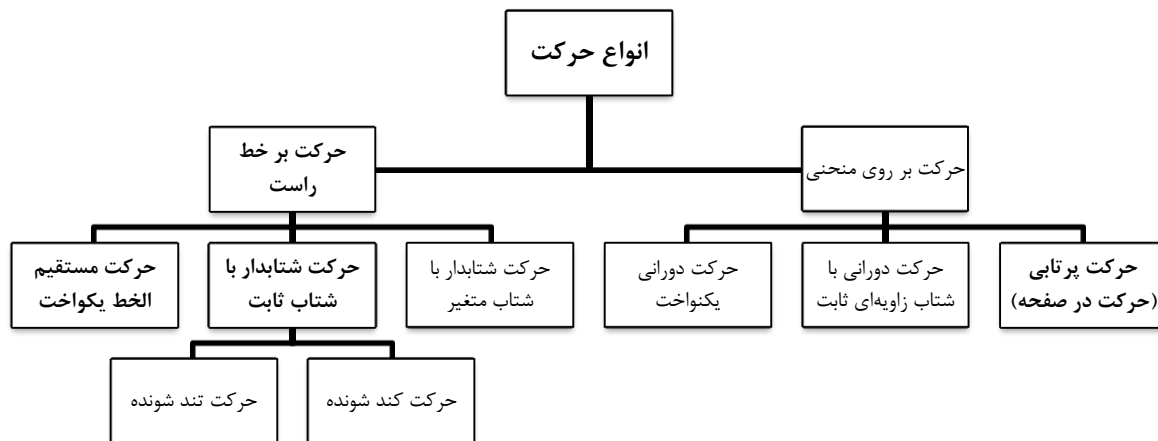 انواع حرکت
حرکت بر خط
راست
حرکت بر روی منحنی
حرکت مستقیم
الخط یکواخت
حرکت شتابدار با
شتاب ثابت
حرکت شتابدار با
شتاب متغیر
حرکت دورانی
یکنواخت
حرکت دورانی با
شتاب زاویه‌ای ثابت
حرکت پرتابی
(حرکت در صفحه)
حرکت تند شونده
حرکت کند شونده